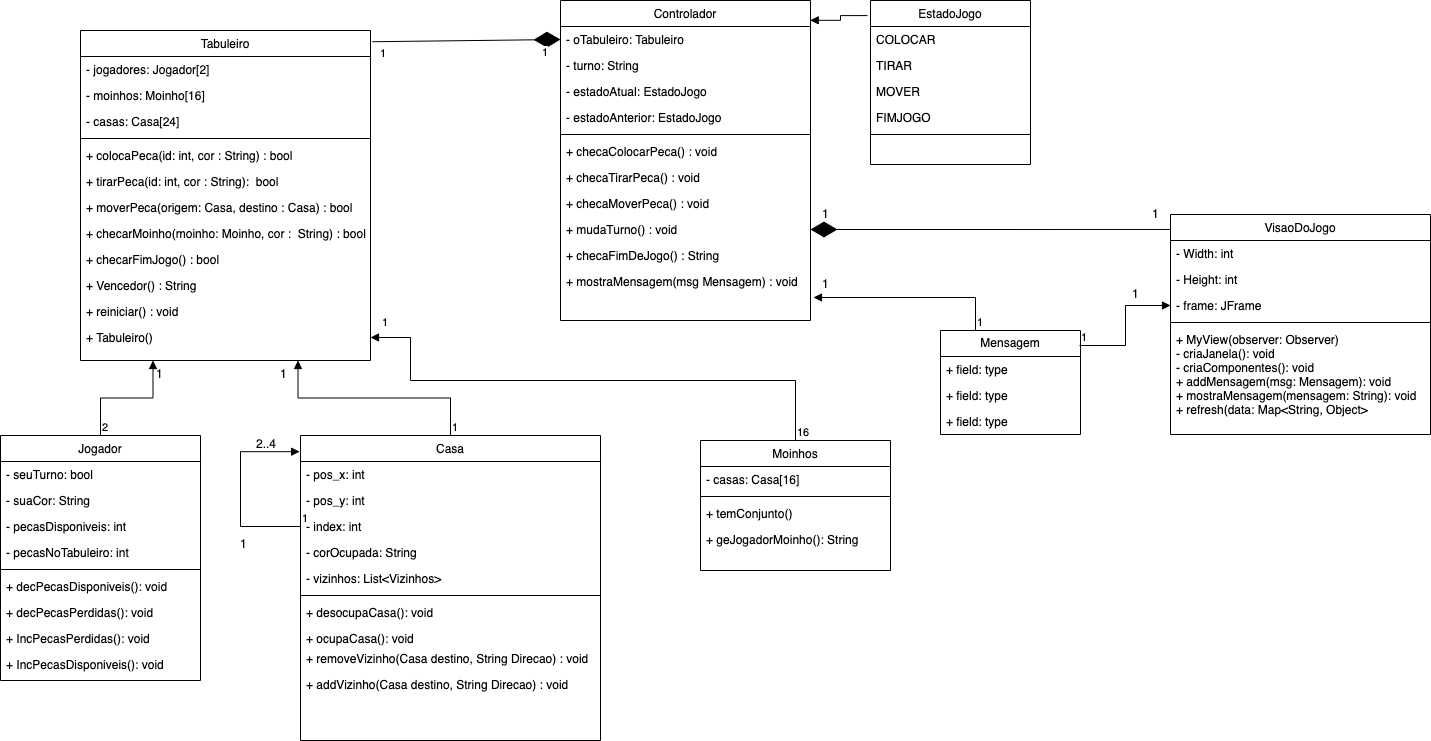 Controlador
- oTabuleiro: Tabuleiro
- turno: String
- estadoAtual: EstadoJogo
- estadoAnterior: EstadoJogo
+ checaColocarPeca() : void
+ checaTirarPeca() : void
+ checaMoverPeca() : void
+ mudaTurno() : void
+ checaFimDeJogo() : String
+ mostraMensagem(msg Mensagem) : void
EstadoJogo
COLOCAR
TIRAR
MOVER
FIMJOGO
Tabuleiro
- jogadores: Jogador[2]
- moinhos: Moinho[16]
- casas: Casa[24]
+ colocaPeca(id: int, cor : String) : bool
+ tirarPeca(id: int, cor : String): bool
+ moverPeca(origem: Casa, destino : Casa) : bool
+ checarMoinho(moinho: Moinho, cor : String) : bool
+ checarFimJogo() : bool
+ Vencedor() : String
+ reiniciar() : void
+ Tabuleiro()
1
1
1
1
VisaoDoJogo
- Width: int
- Height: int
- frame: JFrame
+ MyView(observer: Observer)
- criaJanela(): void
- criaComponentes(): void
+ addMensagem(msg: Mensagem): void
+ mostraMensagem(mensagem: String): void
+ refresh(data: Map<String, Object>
1
1
1
1
Mensagem
+ field: type
+ field: type
+ field: type
1
1
1
2
1
16
Jogador
- seuTurno: bool
- suaCor: String
- pecasDisponiveis: int
- pecasNoTabuleiro: int
+ decPecasDisponiveis(): void
+ decPecasPerdidas(): void
+ IncPecasPerdidas(): void
+ IncPecasDisponiveis(): void
2..4
1
1
Casa
- pos_x: int
- pos_y: int
- index: int
- corOcupada: String
- vizinhos: List<Vizinhos>
+ desocupaCasa(): void
+ ocupaCasa(): void
+ removeVizinho(Casa destino, String Direcao) : void
+ addVizinho(Casa destino, String Direcao) : void
Moinhos
- casas: Casa[16]
+ temConjunto()
+ geJogadorMoinho(): String